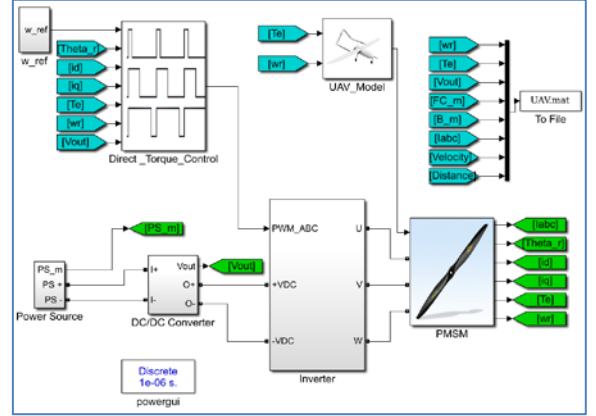 w_ref
w_ref
[Theta_r]
[id]
[iq]
[Te]
[wr]
[Vout]
Direct _Torque_Control
[Te]
[wr]
UAV_Model
[wr]
[Te]
[Vout]
[FC_m]
[B_m]
[Iabc]
[Velocity]
[Distance]
UAV.mat
To File
[PS_m]
PS_m
PS +
PS -
Power Source
I+
I-
Vout
O+
O-
DC/DC Converter
[Vout]
PWM_ABC
+VDC
-VDC
U
V
W
Inverter
PMSM
[Iabc]
[Theta_r]
[id]
[iq]
[Te]
[wr]
Discrete
1e-06 s.
powergui